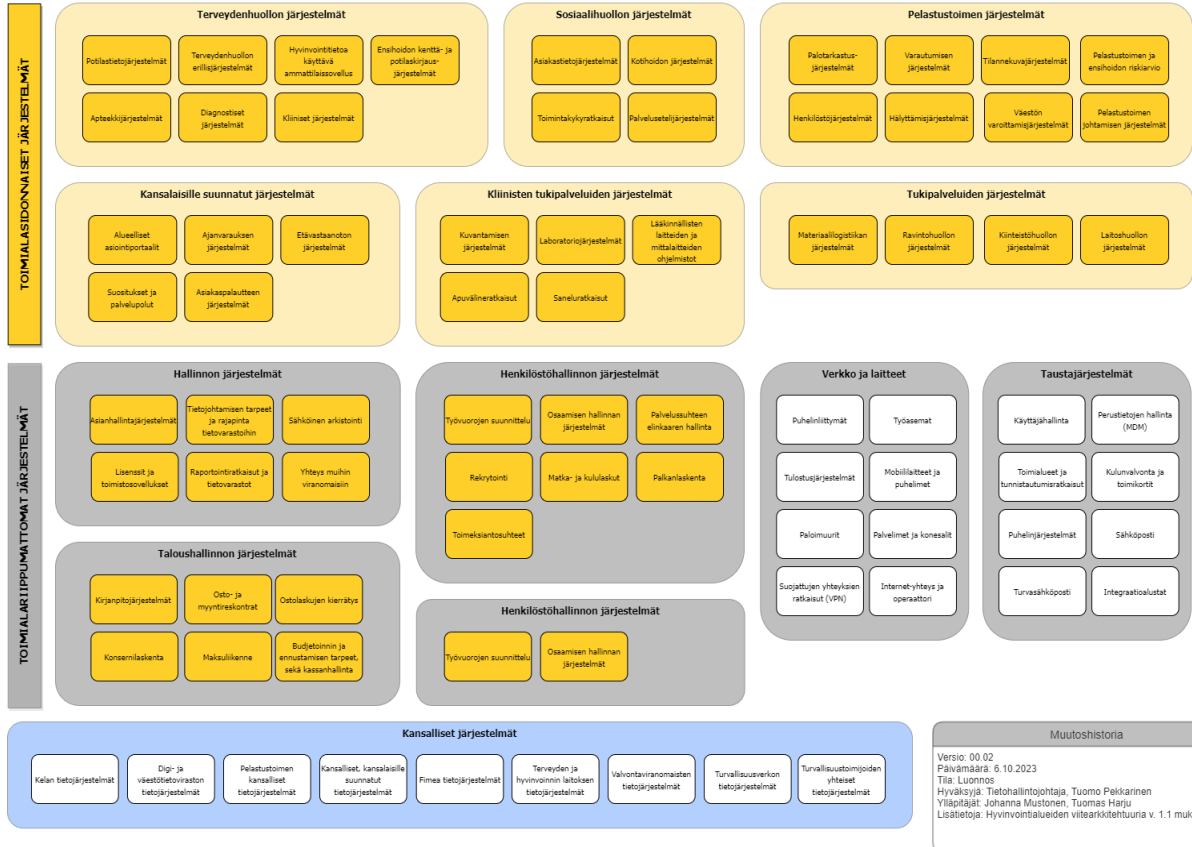 TOIMIALASIDONNAISET JÄRJESTELMÄT
Terveydenhuollon järjestelmät
Potilastietojärjestelmät
Terveydenhuollon
erillisjärjestelmät
Hyvinvointitietoa
käyttävä
ammattilaissovellus
Ensihoidon kenttä- ja
potilaskirjaus-
järjestelmät
Apteekkijärjestelmät
Diagnostiset
järjestelmät
Kliiniset järjestelmät
Sosiaalihuollon järjestelmät
Asiakastietojärjestelmät
Kotihoidon järjestelmät
Toimintakykyratkaisut
Palvelusetelijärjestelmät
Pelastustoimen järjestelmät
Palotarkastus-
järjestelmät
Varautumisen
järjestelmät
Tilannekuvajärjestelmät
Pelastustoimen ja
ensihoidon riskiarvio
Henkilöstöjärjestelmät
Hälyttämisjärjestelmät
Väestön
varoittamisjärjestelmät
Pelastustoimen
johtamisen järjestelmät
Kansalaisille suunnatut järjestelmät
Alueelliset
asiointiportaalit
Ajanvarauksen
järjestelmät
Etävastaanoton
järjestelmät
Suositukset ja
palvelupolut
Asiakaspalautteen
järjestelmät
Kliinisten tukipalveluiden järjestelmät
Kuvantamisen
järjestelmät
Laboratoriojärjestelmät
Lääkinnällisten
laitteiden ja
mittalaitteiden
ohjelmistot
Apuvälineratkaisut
Saneluratkaisut
Tukipalveluiden järjestelmät
Materiaalilogistiikan
järjestelmät
Ravintohuollon
järjestelmät
Kiinteistöhuollon
järjestelmät
Laitoshuollon
järjestelmät
TOIMIALARIIPPUMATTOMAT JÄRJESTELMÄT
Hallinnon järjestelmät
Asianhallintajärjestelmät
Tietojohtamisen tarpeet
ja rajapinta
tietovarastoihin
Sähköinen arkistointi
Lisenssit ja
toimistosovellukset
Raportointiratkaisut ja
tietovarastot
Yhteys muihin
viranomaisiin
Taloushallinnon järjestelmät
Kirjanpitojärjestelmät
Osto- ja
myyntireskontrat
Ostolaskujen kierrätys
Konsernilaskenta
Maksuliikenne
Budjetoinnin ja
ennustamisen tarpeet,
sekä kassanhallinta
Henkilöstöhallinnon järjestelmät
Työvuorojen suunnittelu
Osaamisen hallinnan
järjestelmät
Palvelussuhteen
elinkaaren hallinta
Rekrytointi
Matka- ja kululaskut
Palkanlaskenta
Toimeksiantosuhteet
Henkilöstöhallinnon järjestelmät
Työvuorojen suunnittelu
Osaamisen hallinnan
järjestelmät
Verkko ja laitteet
Puhelinliittymät
Työasemat
Tulostusjärjestelmät
Mobiililaitteet ja
puhelimet
Paloimuurit
Palvelimet ja konesalit
Suojattujen yhteyksien
ratkaisut (VPN)
Internet-yhteys ja
operaattori
Taustajärjestelmät
Käyttäjähallinta
Perustietojen hallinta
(MDM)
Toimialueet ja
tunnistautumisratkaisut
Kulunvalvonta ja
toimikortit
Puhelinjärjestelmät
Sähköposti
Turvasähköposti
Integraatioalustat
Kansalliset järjestelmät
Kelan tietojärjestelmät
Digi- ja
väestötietoviraston
tietojärjestelmät
Pelastustoimen
kansalliset
tietojärjestelmät
Kansalliset, kansalaisille
suunnatut
tietojärjestelmät
Fimea tietojärjestelmät
Terveyden ja
hyvinvoinnin laitoksen
tietojärjestelmät
Valvontaviranomaisten
tietojärjestelmät
Turvallisuusverkon
tietojärjestelmät
Turvallisuustoimijoiden
yhteiset
tietojärjestelmät
Muutoshistoria
Versio: 00.02
Päivämäärä: 6.10.2023
Tila: Luonnos
Hyväksyjä: Tietohallintojohtaja, Tuomo Pekkarinen
Ylläpitäjät: Johanna Mustonen, Tuomas Harju
Lisätietoja: Hyvinvointialueiden viitearkkitehtuuria v. 1.1 muk